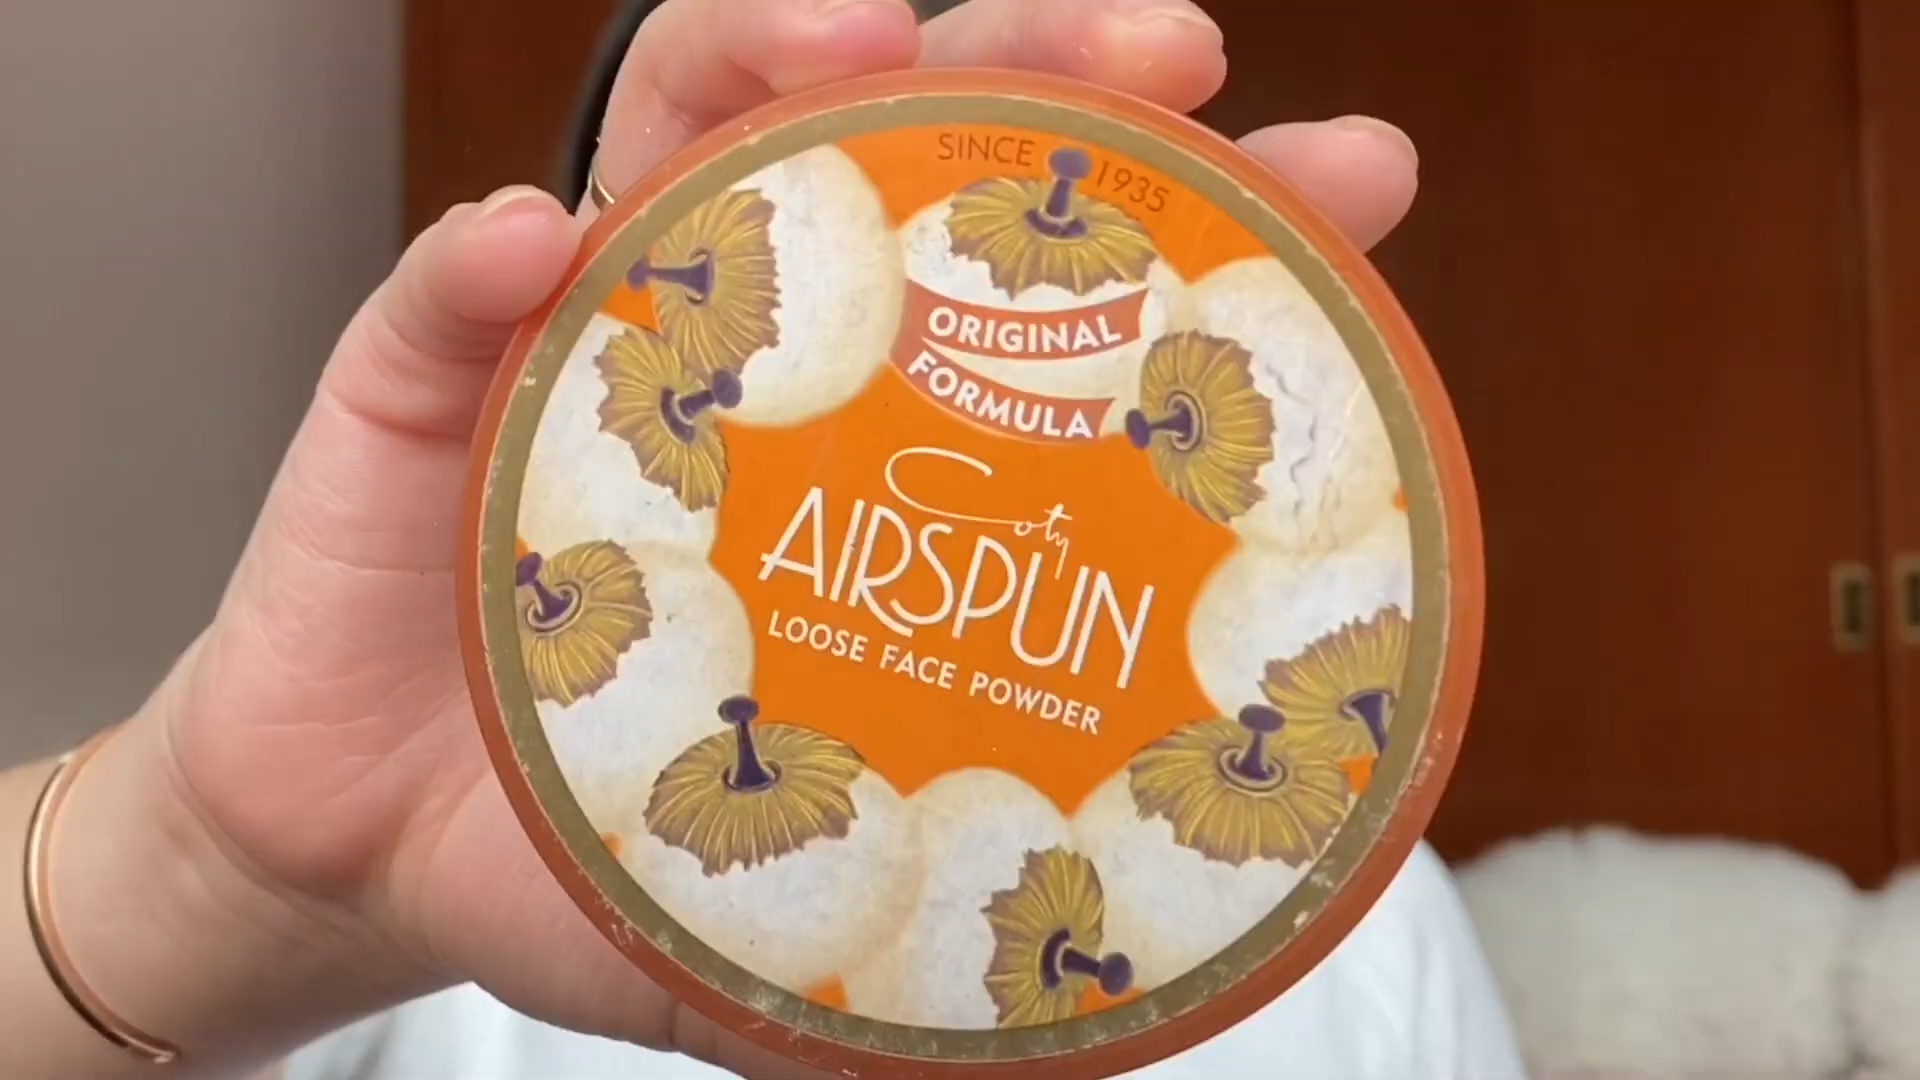 SINCE 1935
ORIGINAL
FORMULA
Coty
AIRSPUN
LOOSE FACE POWDER